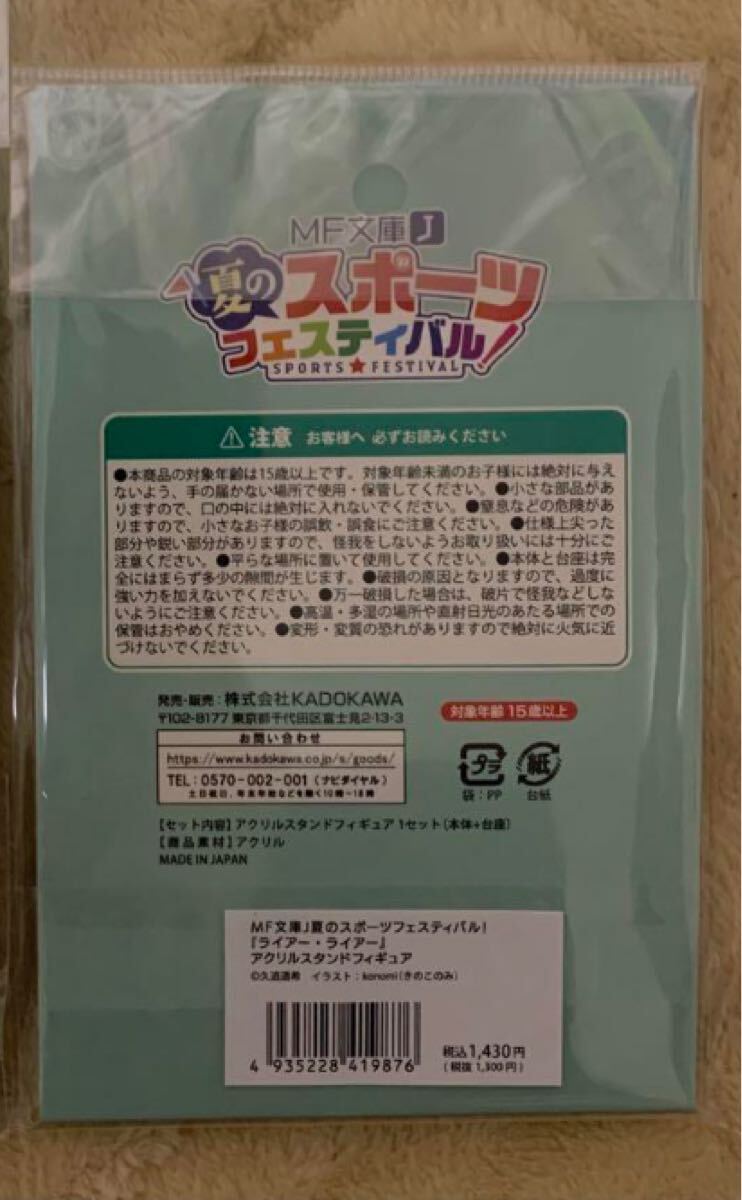 MF文庫J
夏のスポーツ
フェスティバル!
SPORTS★FESTIVAL
⚠注意 お客様へ 必ずお読みください
●本商品の対象年齢は15歳以上です。対象年齢未満のお子様には絶対に与え
ないよう、手の届かない場所で使用・保管してください。●小さな部品があ
りますので、口の中には絶対に入れないでください。●窒息などの危険があ
りますので、小さなお子様の誤飲・誤食にご注意ください。●仕様上尖った
部分や鋭い部分がありますので、怪我をしないようお取り扱いには十分にご
注意ください。●平らな場所に置いて使用してください。●本体と台座は完
全にはまらず多少の隙間が生じます。●破損の原因となりますので、過度に
強い力を加えないでください。●万一破損した場合は、破片で怪我などしな
いようにご注意ください。●高温・多湿の場所や直射日光のあたる場所での
保管はおやめください。●変形・変質の恐れがありますので絶対に火気に近
づけないでください。
発売・販売：株式会社KADOKAWA
〒102-8177 東京都千代田区富士見2-13-3
対象年齢15歳以上
お問い合わせ
https://www.kadokawa.co.jp/s/goods/
TEL：0570-002-001（ナビダイヤル）
土日祝日、年末年始などを除く10時～18時
プラ
袋：PP
紙
台紙
【セット内容】アクリルスタンドフィギュア 1セット（本体+台座）
【商品素材】アクリル
MADE IN JAPAN
MF文庫J夏のスポーツフェスティバル!
『ライアー・ライアー』
アクリルスタンドフィギュア
©久追遥希 イラスト：konomi（きのこのみ）
4 935228 419876
税込1,430円
（税抜 1,300円）